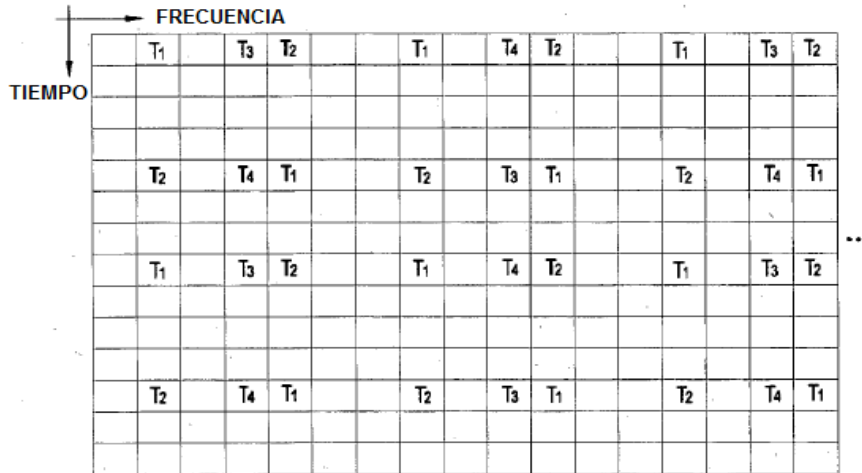 FRECUENCIA
T1 T3 T2 T1 T4 T2 T1 T3 T2
TIEMPO
T2 T4 T1 T2 T3 T1 T2 T4 T1
..
T1 T3 T2 T1 T4 T2 T1 T3 T2
T2 T4 T1 T2 T3 T1 T2 T4 T1